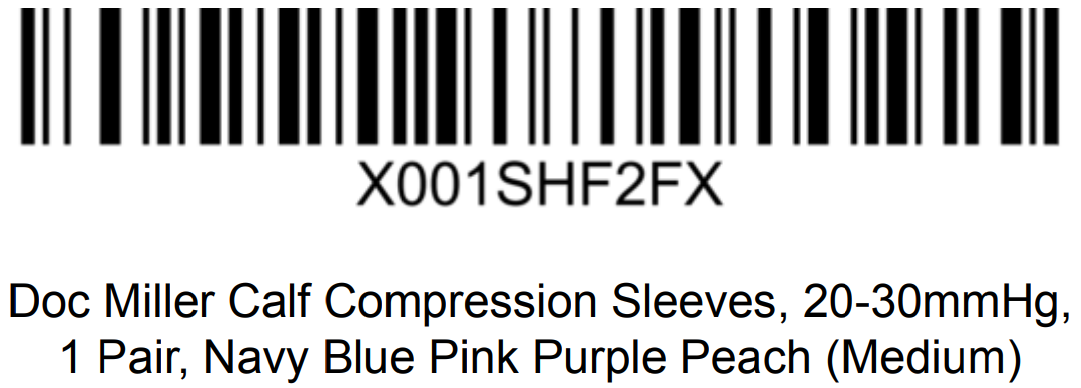 X001SHF2FX
Doc Miller Calf Compression Sleeves, 20-30mmHg,
1 Pair, Navy Blue Pink Purple Peach (Medium)